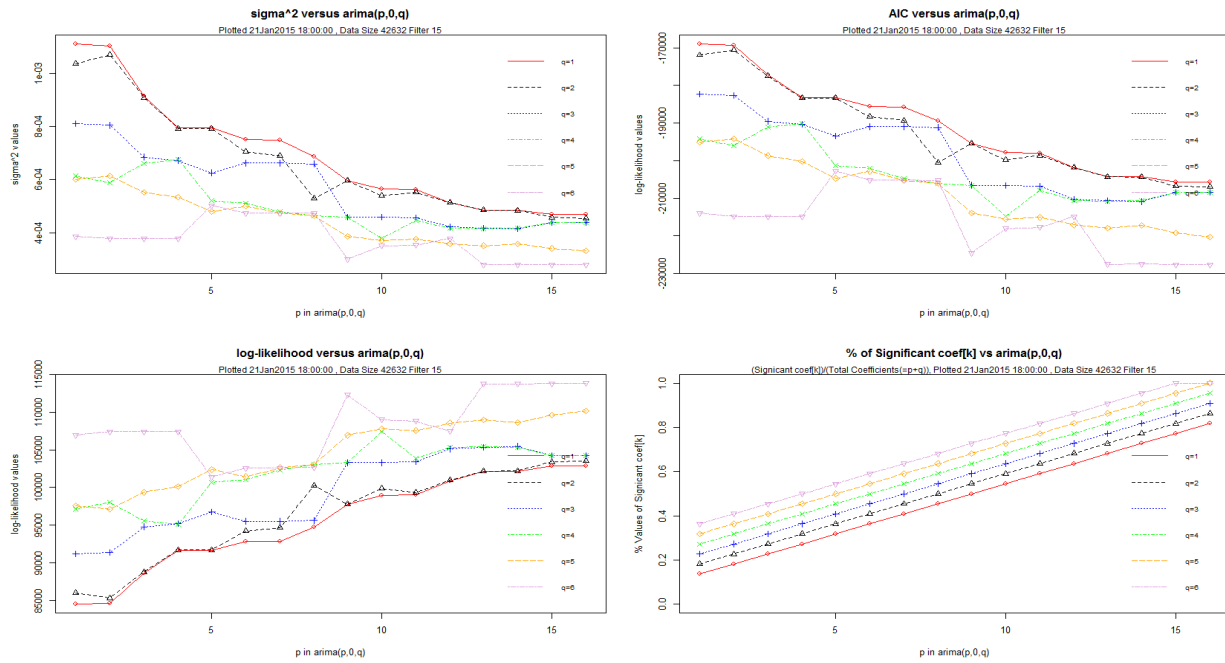 sigma^2 versus arima(p,0,q)
Plotted 21Jan2015 18:00:00 , Data Size 42632 Filter 15
sigma^2 values
1e-03
8e-04
6e-04
4e-04
5
10
15
p in arima(p,0,q)
q=1
q=2
q=3
q=4
q=5
q=6
AIC versus arima(p,0,q)
Plotted 21Jan2015 18:00:00 , Data Size 42632 Filter 15
log-likelihood values
-170000
-190000
-210000
-230000
5
10
15
p in arima(p,0,q)
q=1
q=2
q=3
q=4
q=5
q=6
log-likelihood versus arima(p,0,q)
Plotted 21Jan2015 18:00:00 , Data Size 42632 Filter 15
log-likelihood values
115000
110000
105000
100000
95000
90000
85000
5
10
15
p in arima(p,0,q)
q=1
q=2
q=3
q=4
q=5
q=6
% of Significant coef[k] vs arima(p,0,q)
(Signicant coef[k])/(Total Coefficients(=p+q)), Plotted 21Jan2015 18:00:00 , Data Size 42632 Filter 15
% Values of Signicant coef[k]
1.0
0.8
0.6
0.4
0.2
0.0
5
10
15
p in arima(p,0,q)
q=1
q=2
q=3
q=4
q=5
q=6